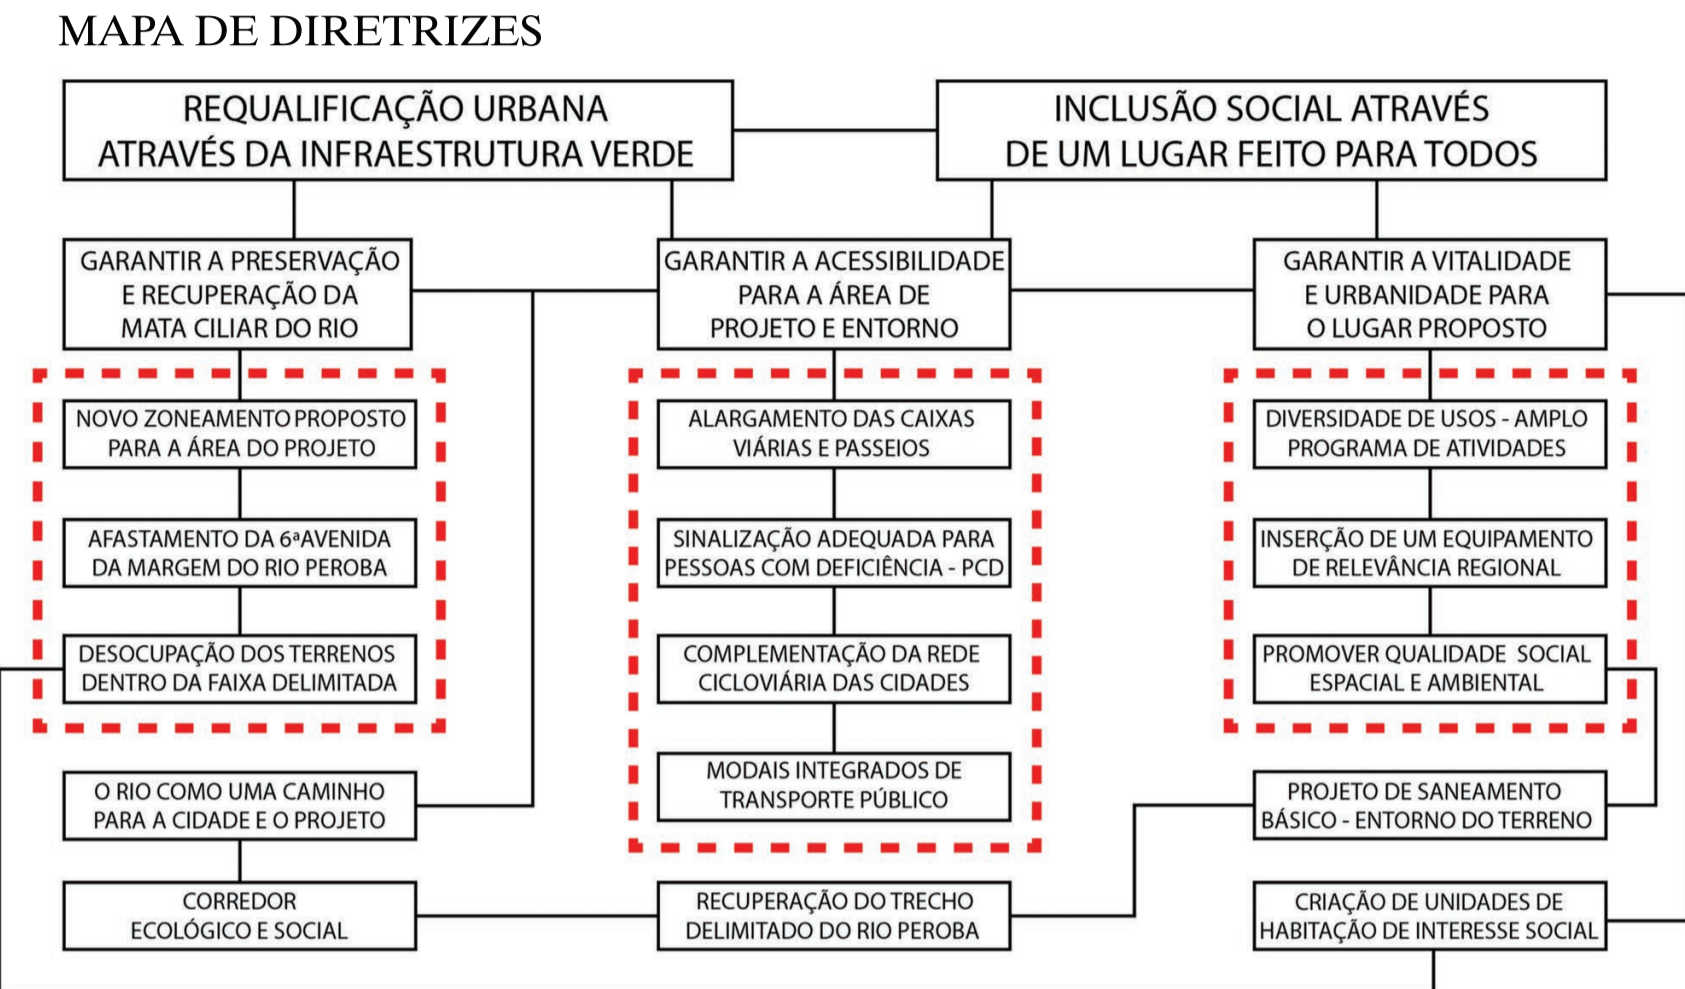 MAPA DE DIRETRIZES
REQUALIFICAÇÃO URBANA
ATRAVÉS DA INFRAESTRUTURA VERDE
INCLUSÃO SOCIAL ATRAVÉS
DE UM LUGAR FEITO PARA TODOS
GARANTIR A PRESERVAÇÃO
E RECUPERAÇÃO DA
MATA CILIAR DO RIO
GARANTIR A ACESSIBILIDADE
PARA A ÁREA DE
PROJETO E ENTORNO
GARANTIR A VITALIDADE
E URBANIDADE PARA
O LUGAR PROPOSTO
NOVO ZONEAMENTO PROPOSTO
PARA A ÁREA DO PROJETO
ALARGAMENTO DAS CAIXAS
VIÁRIAS E PASSEIOS
DIVERSIDADE DE USOS - AMPLO
PROGRAMA DE ATIVIDADES
AFASTAMENTO DA 6ªAVENIDA
DA MARGEM DO RIO PEROBA
SINALIZAÇÃO ADEQUADA PARA
PESSOAS COM DEFICIÊNCIA - PCD
INSERÇÃO DE UM EQUIPAMENTO
DE RELEVÂNCIA REGIONAL
DESOCUPAÇÃO DOS TERRENOS
DENTRO DA FAIXA DELIMITADA
COMPLEMENTAÇÃO DA REDE
CICLOVIÁRIA DAS CIDADES
PROMOVER QUALIDADE SOCIAL
ESPACIAL E AMBIENTAL
O RIO COMO UMA CAMINHO
PARA A CIDADE E O PROJETO
MODAIS INTEGRADOS DE
TRANSPORTE PÚBLICO
PROJETO DE SANEAMENTO
BÁSICO - ENTORNO DO TERRENO
CORREDOR
ECOLÓGICO E SOCIAL
RECUPERAÇÃO DO TRECHO
DELIMITADO DO RIO PEROBA
CRIAÇÃO DE UNIDADES DE
HABITAÇÃO DE INTERESSE SOCIAL